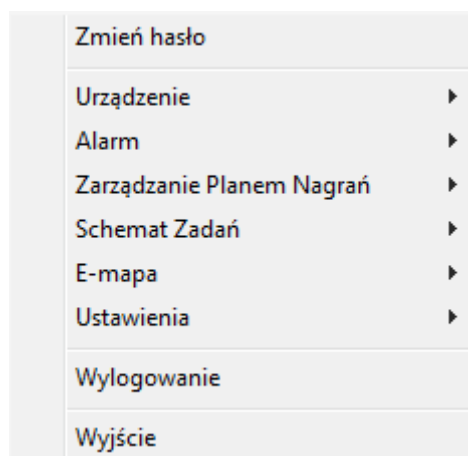 Zmień hasło
Urządzenie
Alarm
Zarządzanie Planem Nagrań
Schemat Zadań
E-mapa
Ustawienia
Wylogowanie
Wyjście